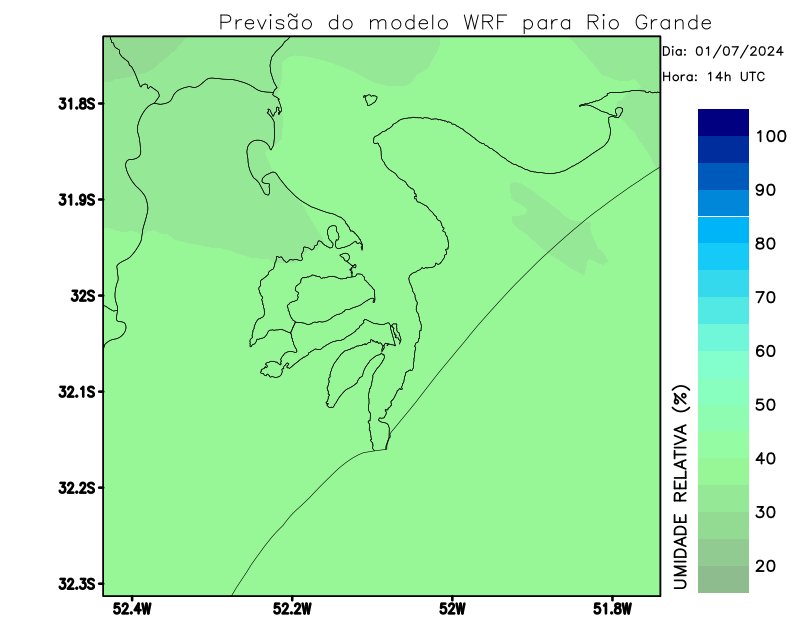 Previsão do modelo WRF para Rio Grande
Dia: 01/07/2024
Hora: 14h UTC
31.8S
31.9S
32S
32.1S
32.2S
32.3S
52.4W
52.2W
52W
51.8W
100
90
80
70
60
50
40
30
20
UMIDADE RELATIVA (%)